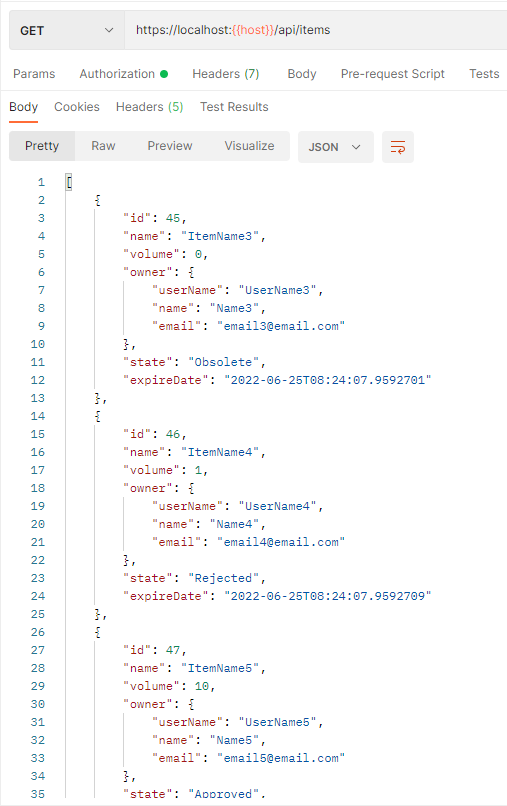 GET https://localhost:{{host}}/api/items
Params Authorization Headers (7) Body Pre-request Script Tests
Body Cookies Headers (5) Test Results
Pretty Raw Preview Visualize JSON
1 [
2 {
3 "id": 45,
4 "name": "ItemName3",
5 "volume": 0,
6 "owner": {
7 "userName": "UserName3",
8 "name": "Name3",
9 "email": "email3@email.com"
10 },
11 "state": "Obsolete",
12 "expireDate": "2022-06-25T08:24:07.9592701"
13 },
14 {
15 "id": 46,
16 "name": "ItemName4",
17 "volume": 1,
18 "owner": {
19 "userName": "UserName4",
20 "name": "Name4",
21 "email": "email4@email.com"
22 },
23 "state": "Rejected",
24 "expireDate": "2022-06-25T08:24:07.9592709"
25 },
26 {
27 "id": 47,
28 "name": "ItemName5",
29 "volume": 10,
30 "owner": {
31 "userName": "UserName5",
32 "name": "Name5",
33 "email": "email5@email.com"
34 },
35 "state": "Approved",